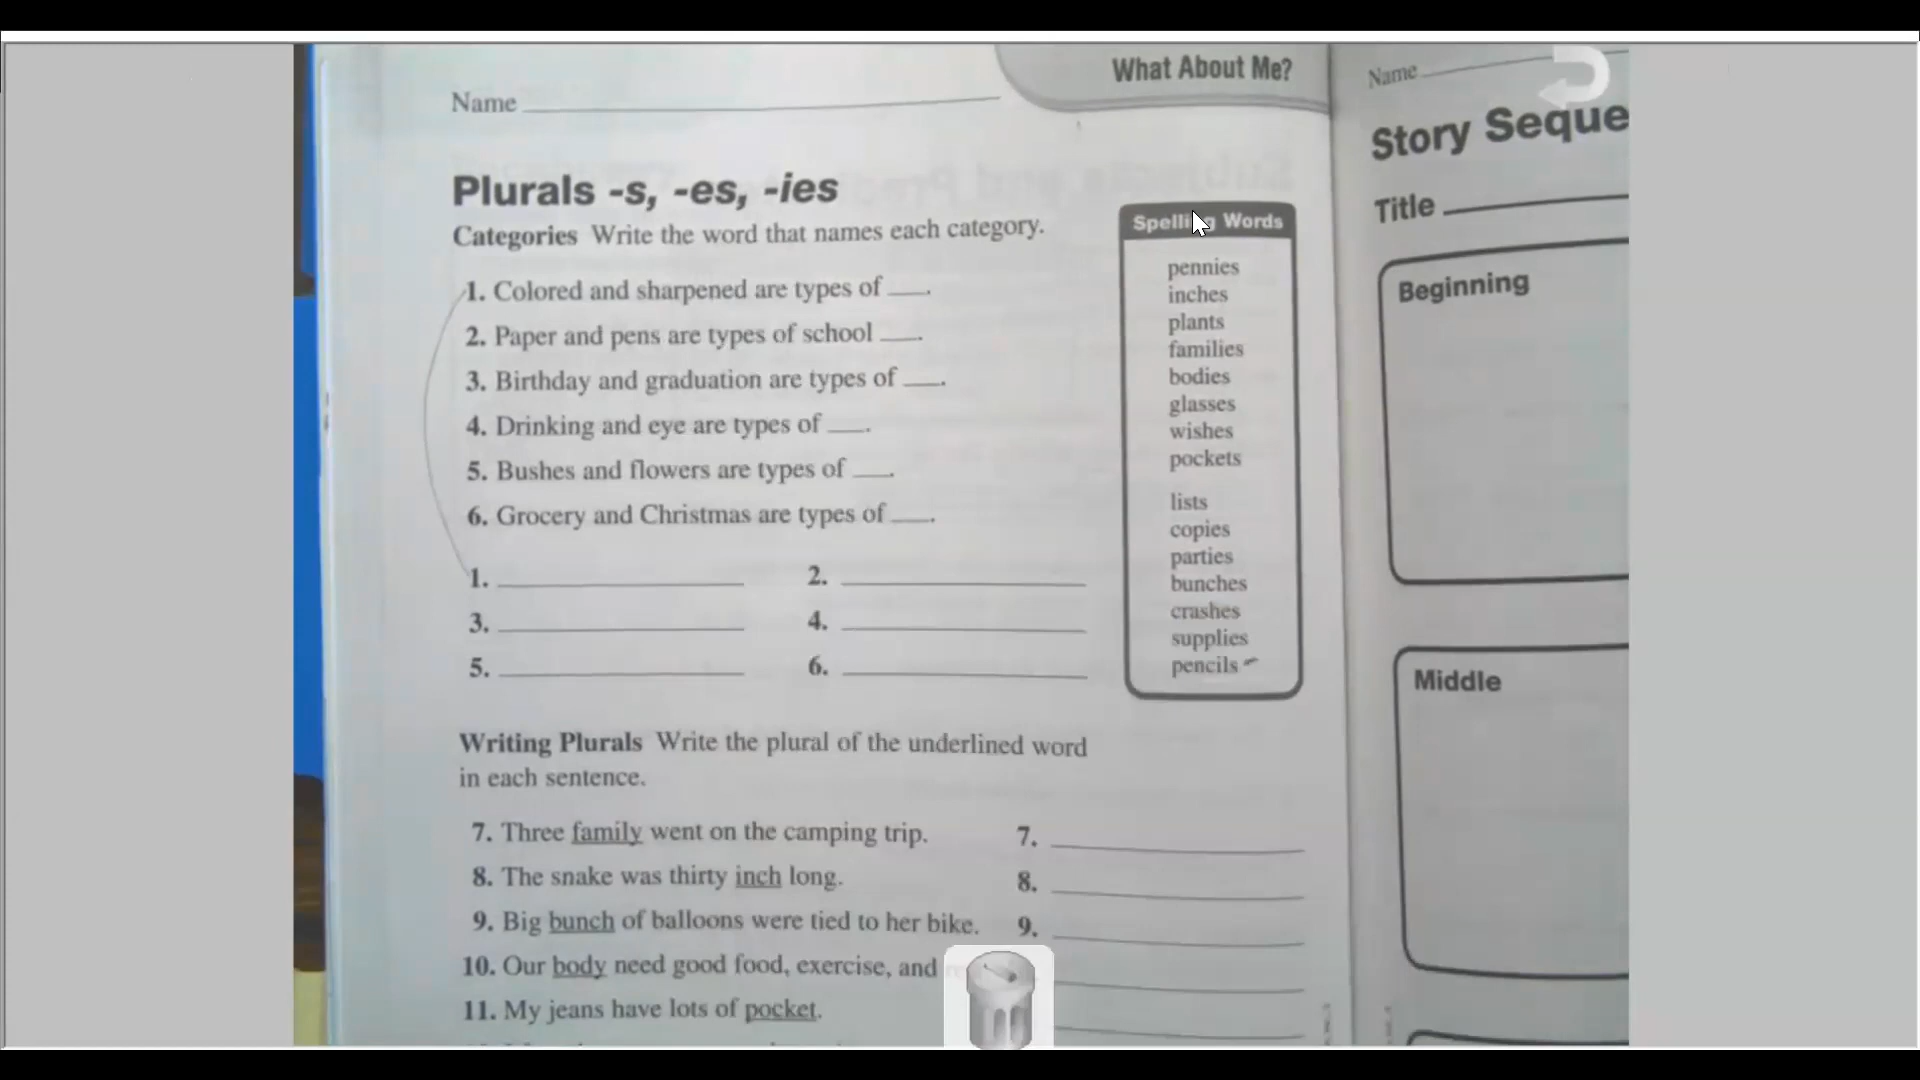 What About Me?
Name
Plurals -s, -es, -ies
Categories Write the word that names each category.
1. Colored and sharpened are types of ___.
2. Paper and pens are types of school ___.
3. Birthday and graduation are types of ___.
4. Drinking and eye are types of ___.
5. Bushes and flowers are types of ___.
6. Grocery and Christmas are types of ___.
1. 2.
3. 4.
5. 6.
Spelling Words
pennies
inches
plants
families
bodies
glasses
wishes
pockets
lists
copies
parties
bunches
crashes
supplies
pencils
Writing Plurals Write the plural of the underlined word
in each sentence.
7. Three family went on the camping trip. 7.
8. The snake was thirty inch long. 8.
9. Big bunch of balloons were tied to her bike. 9.
10. Our body need good food, exercise, and
11. My jeans have lots of pocket.
Name
Story Seque
Title
Beginning
Middle